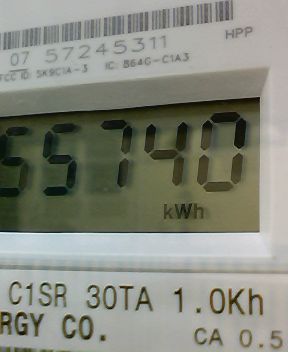 07 57245311
HPP
FCC ID: SK9C1A-3 IC: 864G-C1A3
55740
kWh
C1SR 30TA 1.0Kh
RGY CO.
CA 0.5